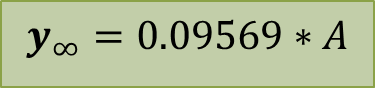 y∞ = 0.09569 * A